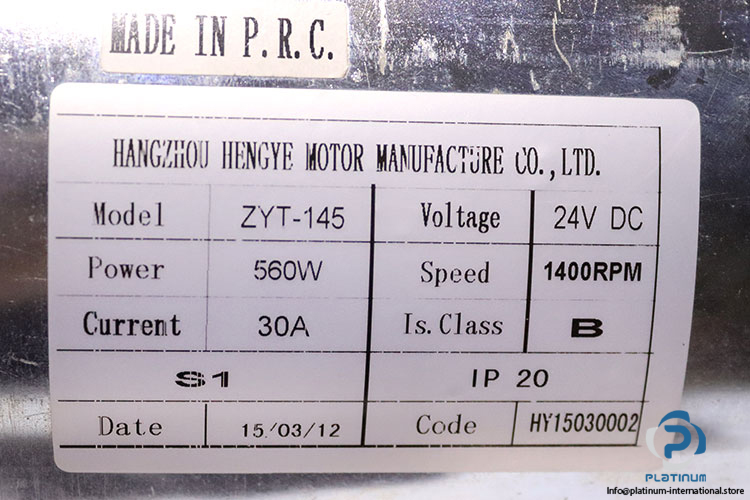 MADE IN P.R.C.
HANGZHOU HENGYE MOTOR MANUFACTURE CO.,LTD.
Model ZYT-145 Voltage 24V DC
Power 560W Speed 1400RPM
Current 30A Is.Class B
S1 IP 20
Date 15/03/12 Code HY15030002
PLATINUM
Info@platinum-international.store